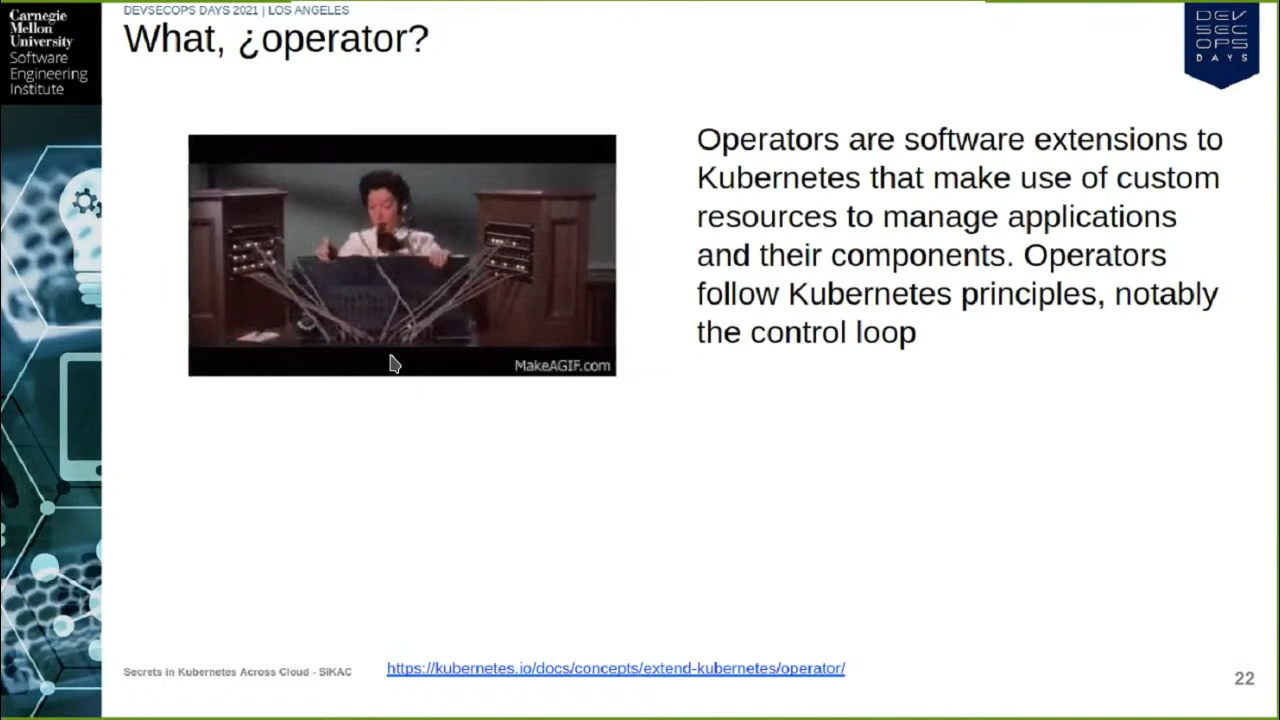 Carnegie
Mellon
University
Software
Engineering
Institute
DEVSECOPS DAYS 2021 | LOS ANGELES
What, ¿operator?
DEV
SEC
OPS
DAYS
MakeAGIF.com
Operators are software extensions to
Kubernetes that make use of custom
resources to manage applications
and their components. Operators
follow Kubernetes principles, notably
the control loop
Secrets in Kubernetes Across Cloud - SIKAC
https://kubernetes.io/docs/concepts/extend-kubernetes/operator/
22